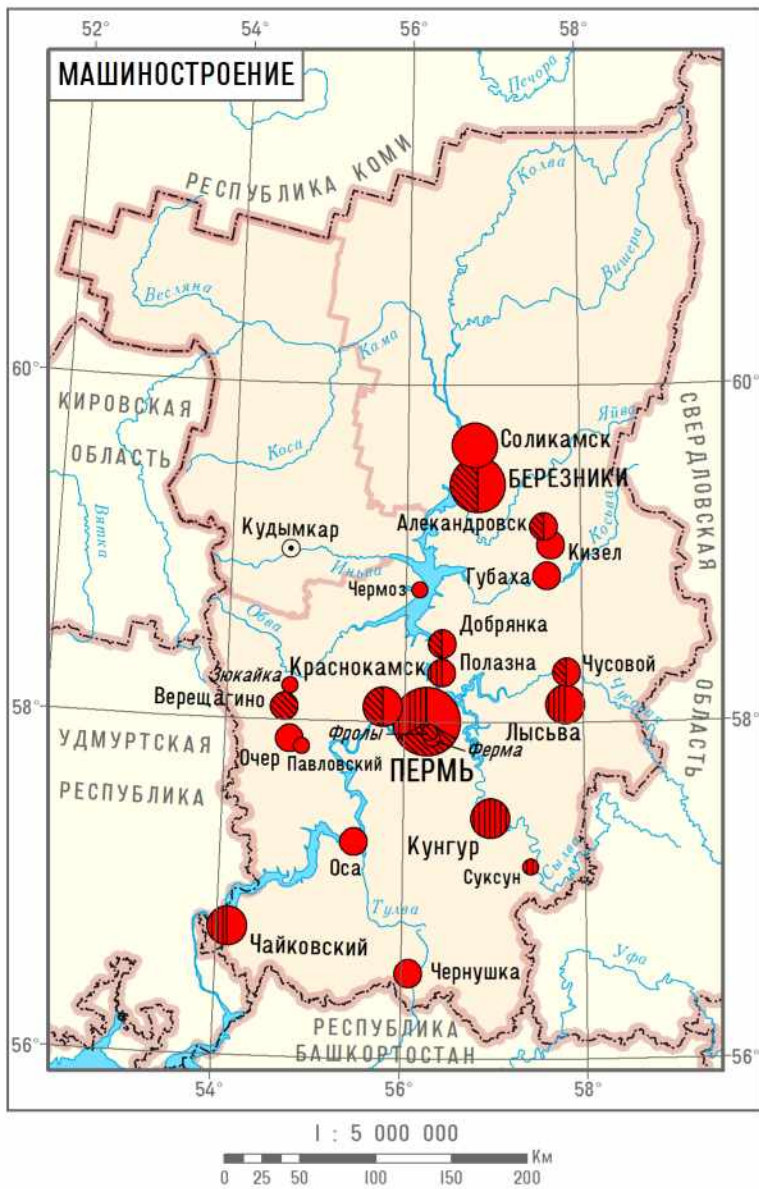 52°
54°
56°
58°
МАШИНОСТРОЕНИЕ
Печора
РЕСПУБЛИКА КОМИ
Колва
Вишера
Весляна
Кама
60°
60°
КИРОВСКАЯ
ОБЛАСТЬ
СВЕРДЛОВСКАЯ
ОБЛАСТЬ
Яйва
Соликамск
Коса
БЕРЕЗНИКИ
Косьва
Вятка
Алекандровск
Кудымкар
Кизел
Иньва
Губаха
Чермоз
Обва
Добрянка
Зюкайка
Краснокамск
Полазна
Чусовой
Верещагино
Чусовая
58°
58°
Фролы
Лысьва
УДМУРТСКАЯ
РЕСПУБЛИКА
Ферма
Очер
Павловский
ПЕРМЬ
Кунгур
Сылва
Оса
Суксун
Тулва
Чайковский
Чернушка
Уфа
РЕСПУБЛИКА
БАШКОРТОСТАН
56°
56°
54°
56°
58°
1 : 5 000 000
Км
0 25 50 100 150 200